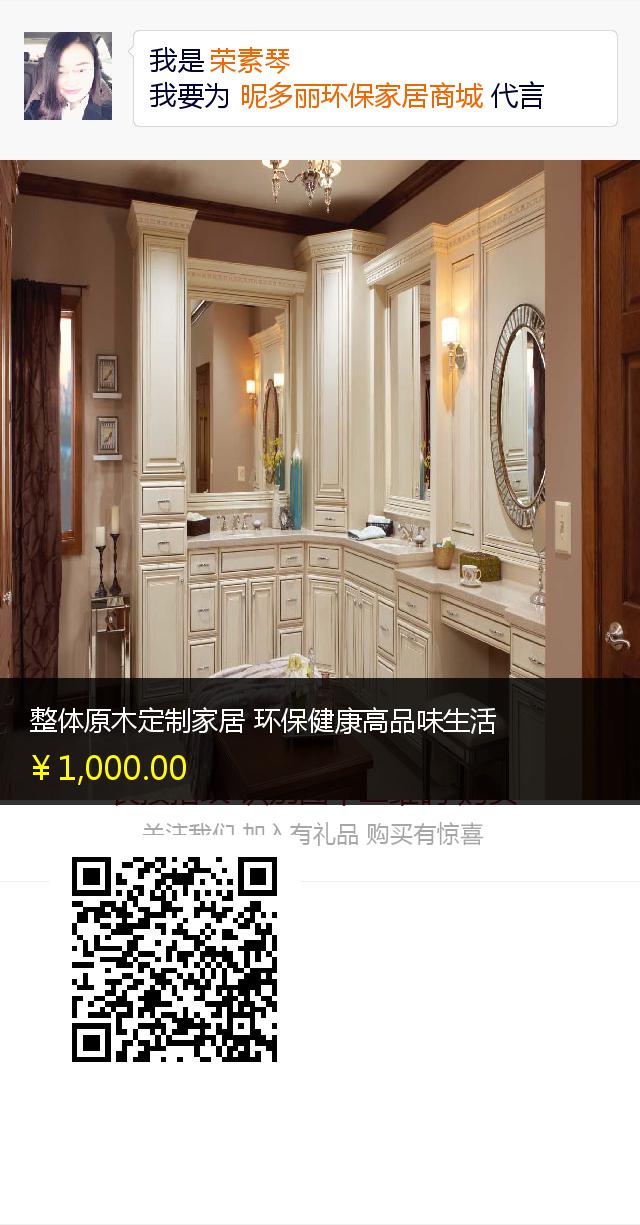 我是 荣素琴
我要为 昵多丽环保家居商城 代言
整体原木定制家居 环保健康高品味生活
￥1,000.00
关注我们 加入有礼品 购买有惊喜